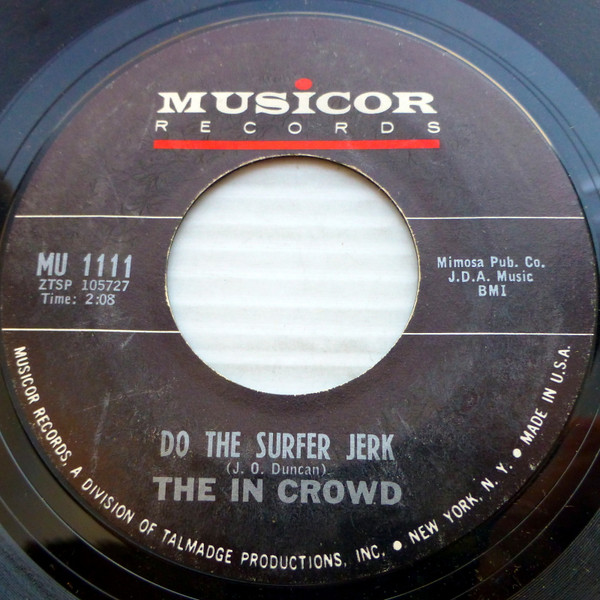 MUSICOR
RECORDS
MU 1111
ZTSP 105727
Time: 2:08
Mimosa Pub. Co.
J.D.A. Music
BMI
DO THE SURFER JERK
(J. O. Duncan)
THE IN CROWD
MUSICOR RECORDS, A DIVISION OF TALMADGE PRODUCTIONS, INC. • NEW YORK, N. Y. • MADE IN U.S.A.